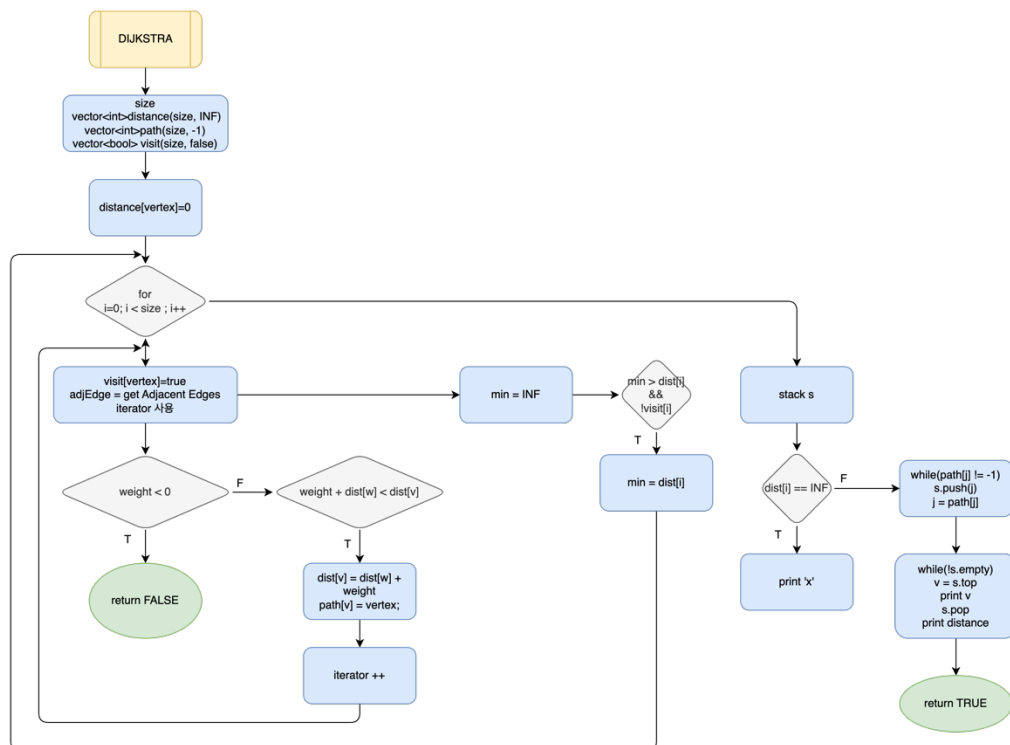 DIJKSTRA
size
vector<int>distance(size, INF)
vector<int>path(size, -1)
vector<bool> visit(size, false)
distance[vertex]=0
for
i=0; i < size ; i++
visit[vertex]=true
adjEdge = get Adjacent Edges
iterator 사용
min = INF
min > dist[i]
&&
!visit[i]
T
min = dist[i]
weight < 0
F
T
return FALSE
weight + dist[w] < dist[v]
T
dist[v] = dist[w] +
weight
path[v] = vertex;
iterator ++
stack s
dist[i] == INF
F
T
print 'x'
while(path[j] != -1)
s.push(j)
j = path[j]
while(!s.empty)
v = s.top
print v
s.pop
print distance
return TRUE